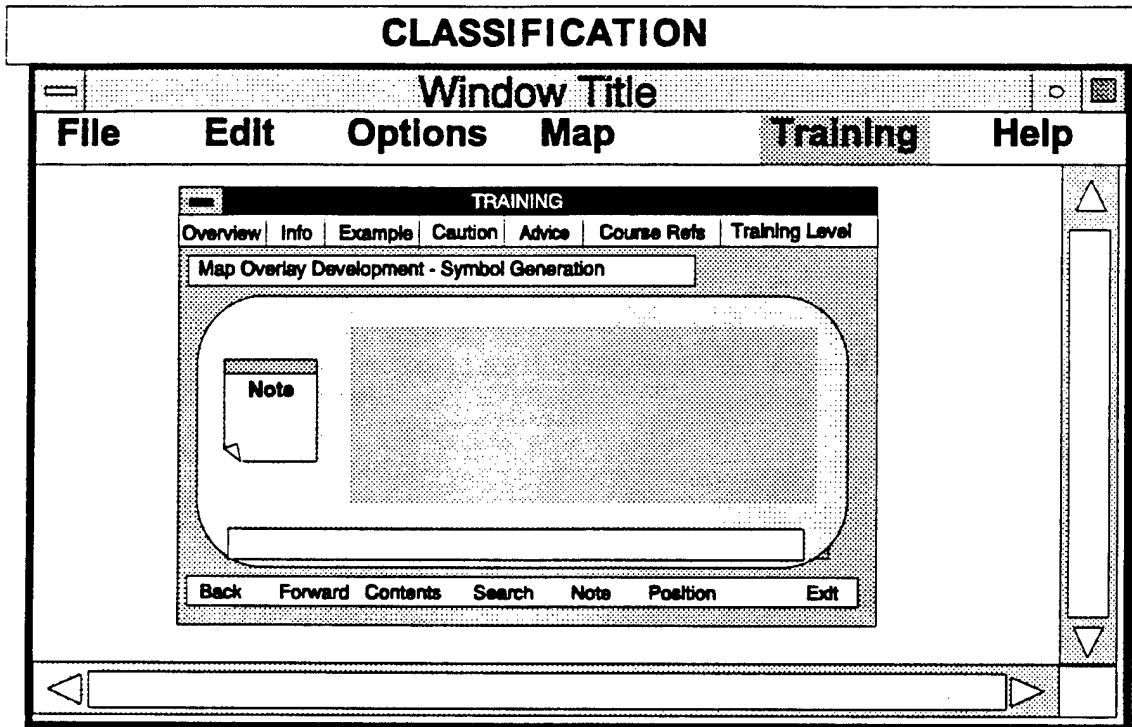 CLASSIFICATION
Window Title
File Edit Options Map Training Help
TRAINING
Overview Info Example Caution Advice Course Refs Training Level
Map Overlay Development - Symbol Generation
Note
Back Forward Contents Search Note Position Exit